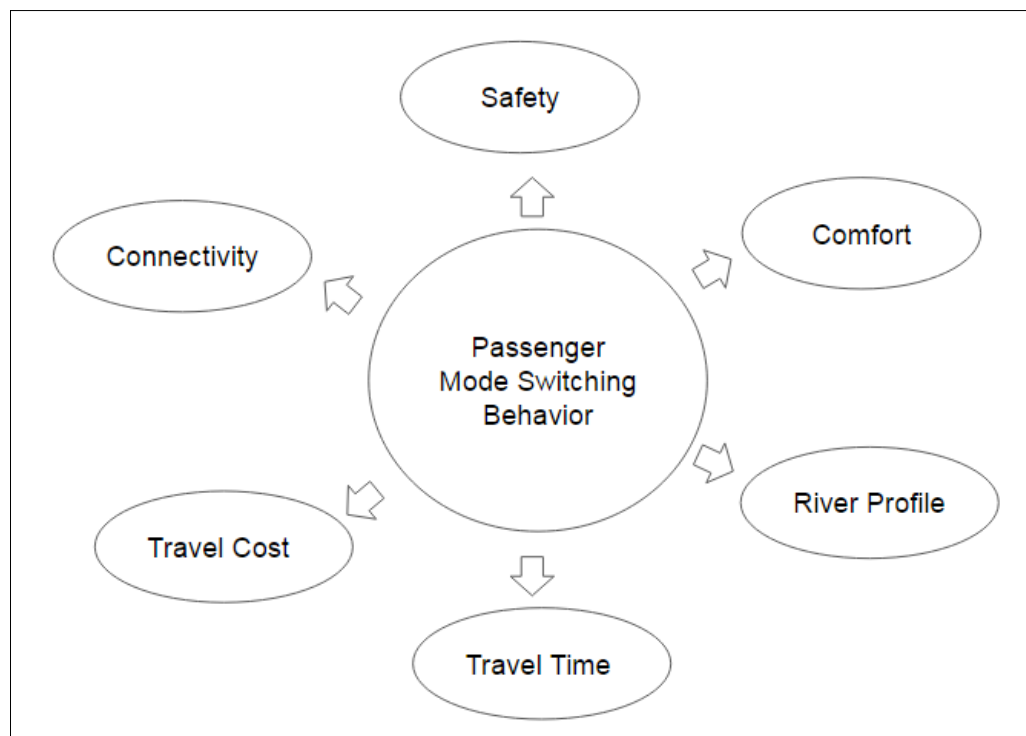 Safety
Comfort
Connectivity
Passenger
Mode Switching
Behavior
River Profile
Travel Cost
Travel Time